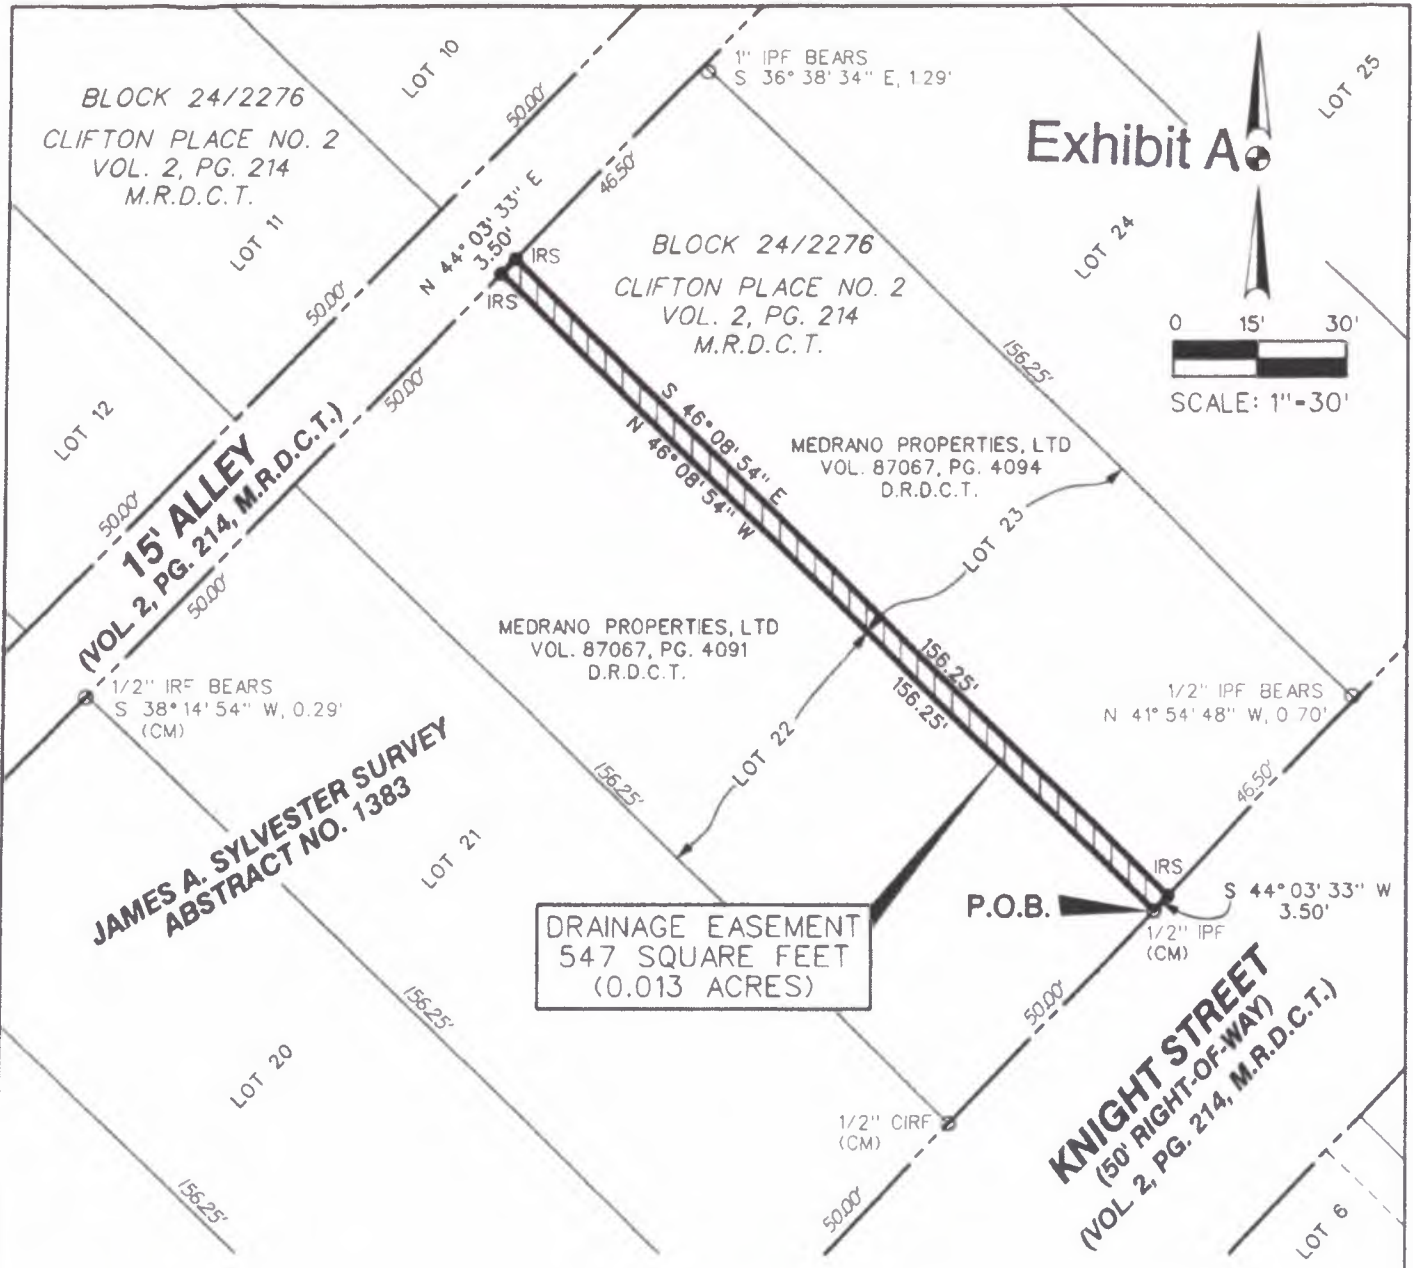 LOT 10
1" IPF BEARS
S 36° 38' 34" E, 1.29'
LOT 25
BLOCK 24/2276
CLIFTON PLACE NO. 2
VOL. 2, PG. 214
M.R.D.C.T.
50.00'
Exhibit A
46.50'
N 44° 03' 33" E
3.50'
LOT 11
IRS
IRS
BLOCK 24/2276
CLIFTON PLACE NO. 2
VOL. 2, PG. 214
M.R.D.C.T.
LOT 24
50.00'
0 15' 30'
SCALE: 1"=30'
156.25'
50.00'
LOT 12
S 46° 08' 54" E
N 46° 08' 54" W
MEDRANO PROPERTIES, LTD
VOL. 87067, PG. 4094
D.R.D.C.T.
50.00'
15' ALLEY
(VOL. 2, PG. 214, M.R.D.C.T.)
LOT 23
50.00'
MEDRANO PROPERTIES, LTD
VOL. 87067, PG. 4091
D.R.D.C.T.
156.25'
156.25'
1/2" IRF BEARS
S 38° 14' 54" W, 0.29'
(CM)
1/2" IPF BEARS
N 41° 54' 48" W, 0.70'
LOT 22
156.25'
46.50'
JAMES A. SYLVESTER SURVEY
ABSTRACT NO. 1383
LOT 21
IRS
S 44° 03' 33" W
3.50'
P.O.B.
1/2" IPF
(CM)
DRAINAGE EASEMENT
547 SQUARE FEET
(0.013 ACRES)
156.25'
50.00'
KNIGHT STREET
(50' RIGHT-OF-WAY)
(VOL. 2, PG. 214, M.R.D.C.T.)
LOT 20
1/2" CIRF
(CM)
156.25'
50.00'
LOT 6